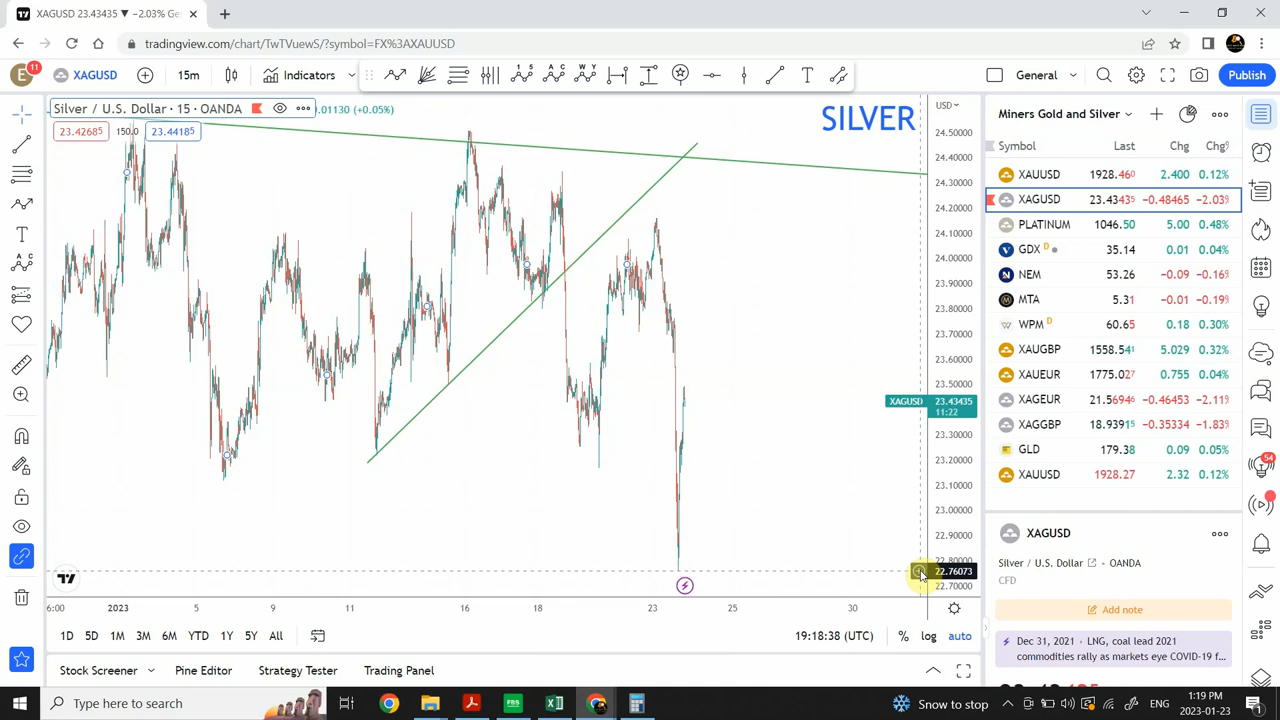 XAGUSD 23.43435 ▼ −2.03% Ge
tradingview.com/chart/TwTVuewS/?symbol=FX%3AXAUUSD
E 11 XAGUSD 15m Indicators General Publish
Silver / U.S. Dollar · 15 · OANDA .01130 (+0.05%)
23.42685 150.0 23.44185
SILVER
USD
24.50000
24.40000
24.30000
24.20000
24.10000
24.00000
23.90000
23.80000
23.70000
23.60000
23.50000
XAGUSD 23.43435
11:22
23.30000
23.20000
23.10000
23.00000
22.90000
22.80000
22.76073
22.70000
6:00 2023 5 9 11 16 18 23 25 30
1D 5D 1M 3M 6M YTD 1Y 5Y All 19:18:38 (UTC) % log auto
Stock Screener Pine Editor Strategy Tester Trading Panel
Miners Gold and Silver
Symbol Last Chg Chg%
XAUUSD 1928.460 2.400 0.12%
XAGUSD 23.43435 −0.48465 −2.03%
PLATINUM 1046.50 5.00 0.48%
GDX D 35.14 0.01 0.04%
NEM 53.26 −0.09 −0.16%
MTA 5.31 −0.01 −0.19%
WPM D 60.65 0.18 0.30%
XAUGBP 1558.541 5.029 0.32%
XAUEUR 1775.027 0.755 0.04%
XAGEUR 21.56946 −0.46453 −2.11%
XAGGBP 18.93915 −0.35334 −1.83%
GLD 179.38 0.09 0.05%
XAUUSD 1928.27 2.32 0.12%
54
XAGUSD
Silver / U.S. Dollar · OANDA
CFD
Add note
Dec 31, 2021 · LNG, coal lead 2021
commodities rally as markets eye COVID-19 f...
Type here to search
FBS
Snow to stop
1:19 PM
2023-01-23
1